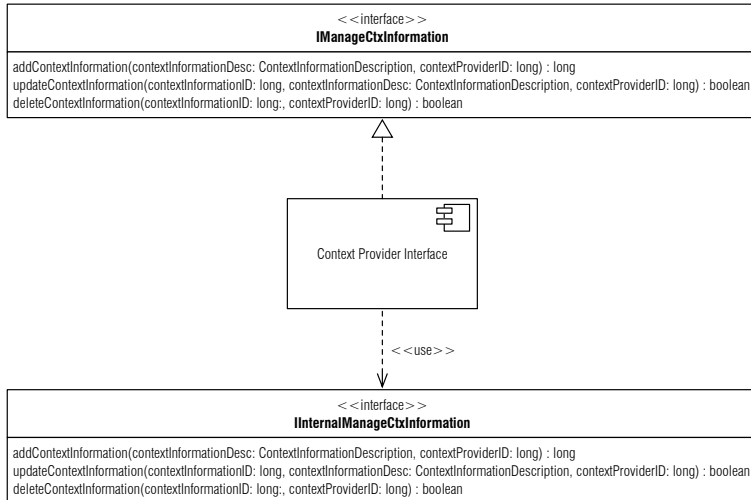 <<interface>>
IManageCtxInformation
addContextInformation(contextInformationDesc: ContextInformationDescription, contextProviderID: long) : long
updateContextInformation(contextInformationID: long, contextInformationDesc: ContextInformationDescription, contextProviderID: long) : boolean
deleteContextInformation(contextInformationID: long:, contextProviderID: long) : boolean
Context Provider Interface
<<use>>
<<interface>>
IInternalManageCtxInformation
addContextInformation(contextInformationDesc: ContextInformationDescription, contextProviderID: long) : long
updateContextInformation(contextInformationID: long, contextInformationDesc: ContextInformationDescription, contextProviderID: long) : boolean
deleteContextInformation(contextInformationID: long:, contextProviderID: long) : boolean